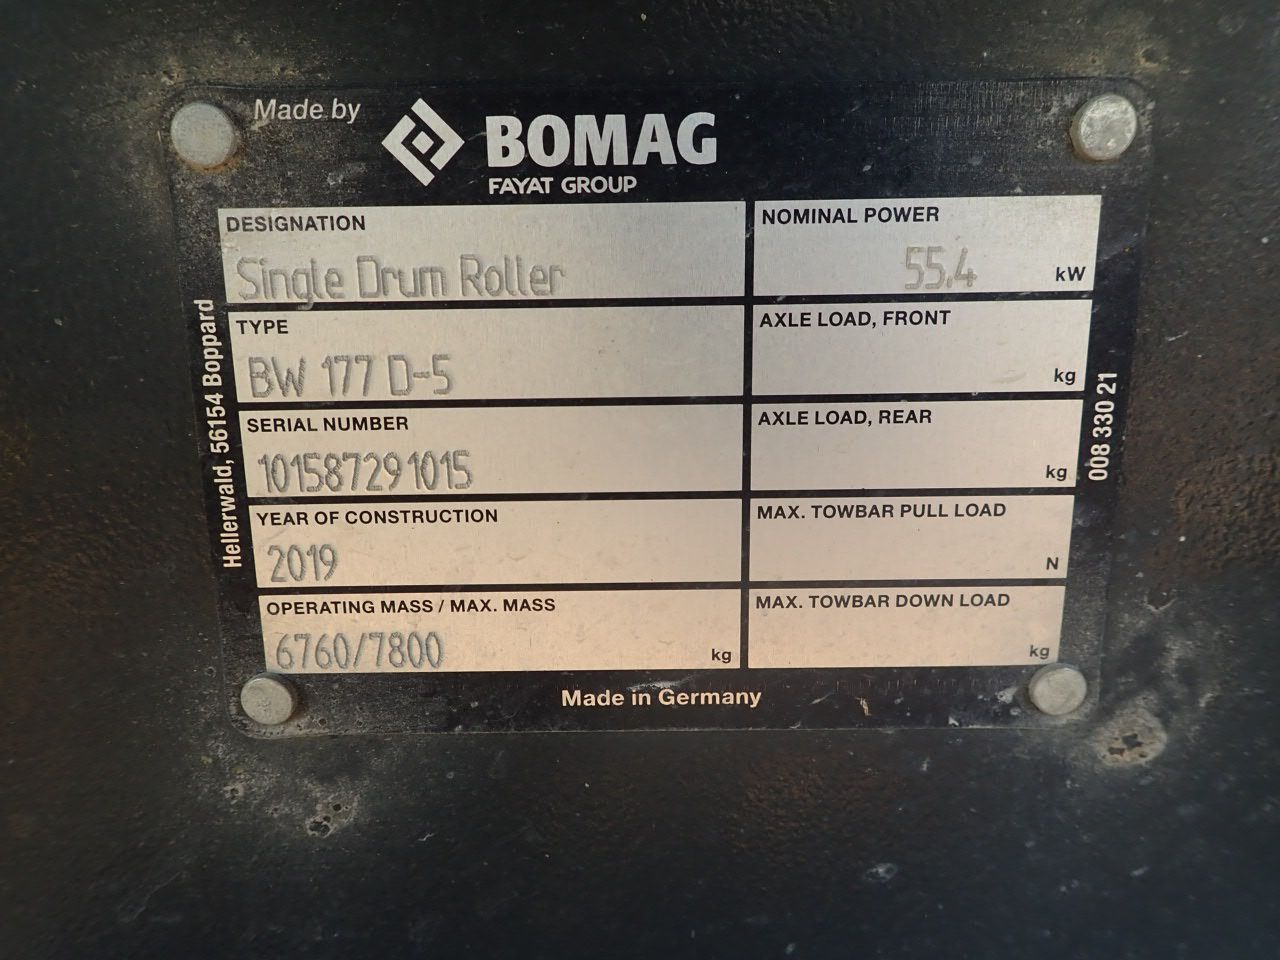 Made by
BOMAG
FAYAT GROUP
DESIGNATION
Single Drum Roller
NOMINAL POWER
55.4 kW
TYPE
BW 177 D-5
AXLE LOAD, FRONT
kg
SERIAL NUMBER
101587291015
AXLE LOAD, REAR
kg
YEAR OF CONSTRUCTION
2019
MAX. TOWBAR PULL LOAD
N
OPERATING MASS / MAX. MASS
6760/7800 kg
MAX. TOWBAR DOWN LOAD
kg
Made in Germany
Hellerwald, 56154 Boppard
008 330 21